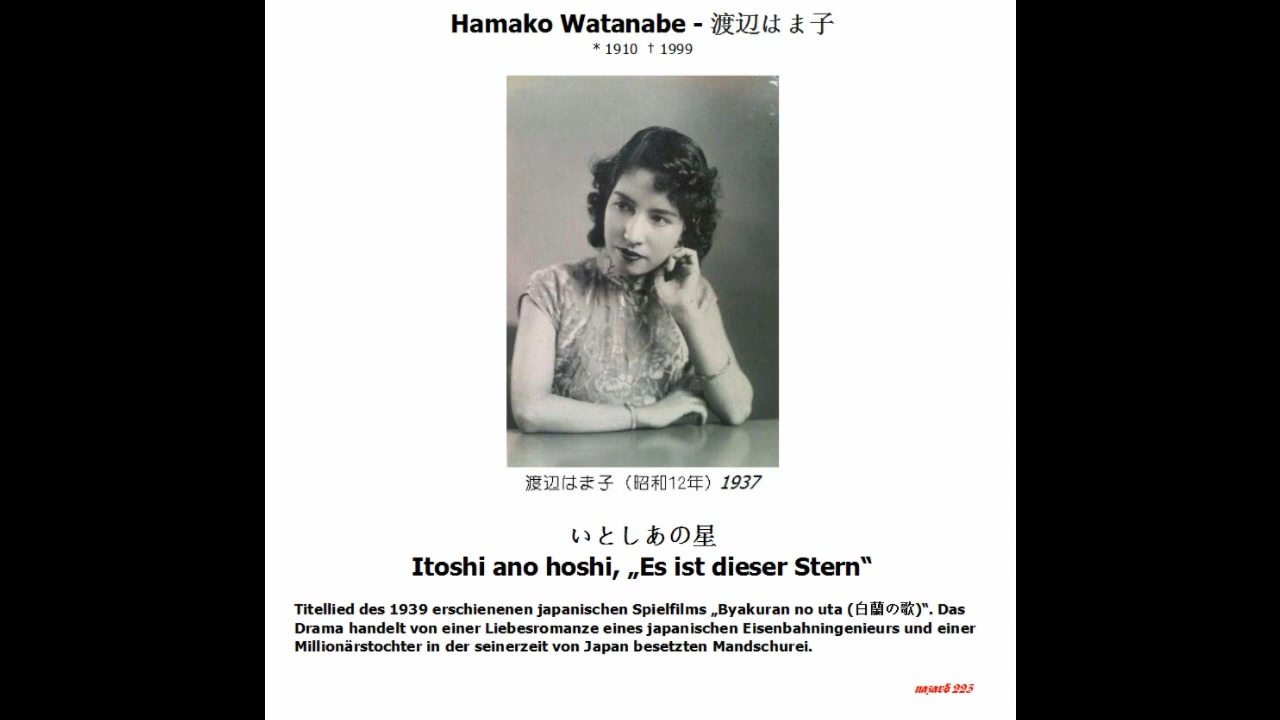 Hamako Watanabe - 渡辺はま子
* 1910 † 1999
渡辺はま子（昭和12年）1937
いとしあの星
Itoshi ano hoshi, „Es ist dieser Stern“
Titellied des 1939 erschienenen japanischen Spielfilms „Byakuran no uta (白蘭の歌)“. Das
Drama handelt von einer Liebesromanze eines japanischen Eisenbahningenieurs und einer
Millionärstochter in der seinerzeit von Japan besetzten Mandschurei.